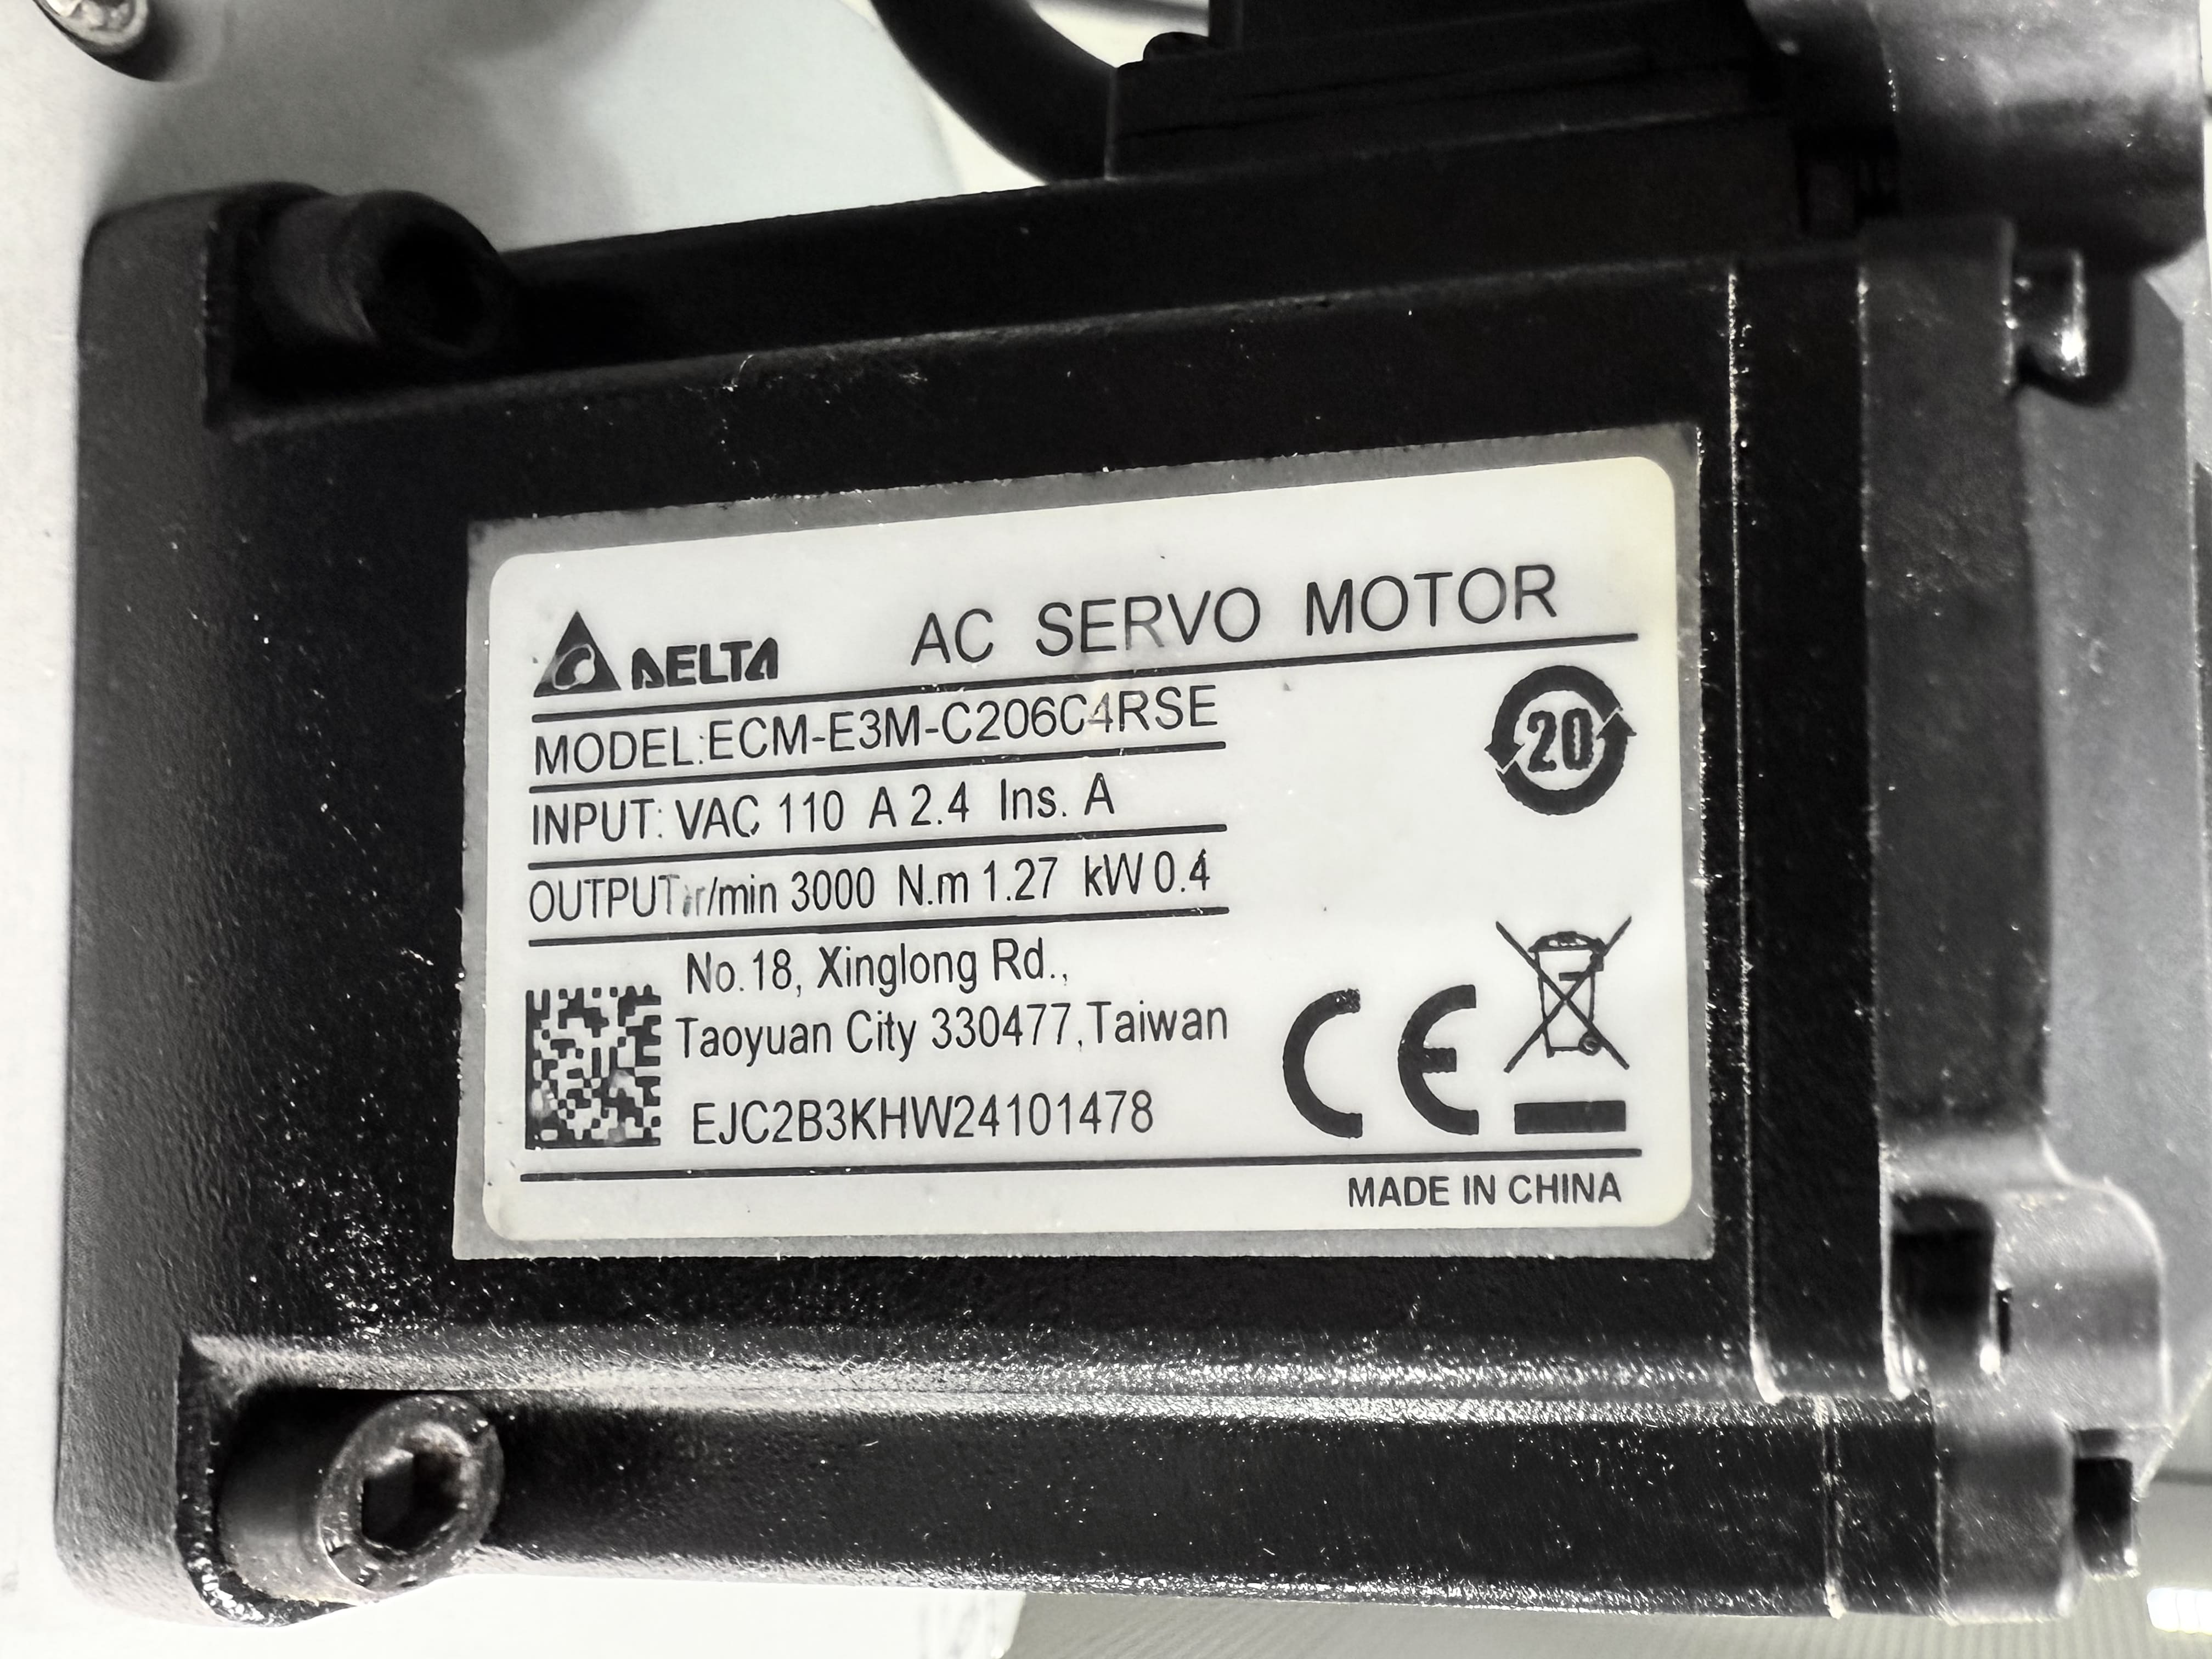 DELTA AC SERVO MOTOR
MODEL:ECM-E3M-C206C4RSE
INPUT: VAC 110 A 2.4 Ins. A
OUTPUT:r/min 3000 N.m 1.27 kW 0.4
20
No.18, Xinglong Rd.,
Taoyuan City 330477,Taiwan
EJC2B3KHW24101478
CE
MADE IN CHINA